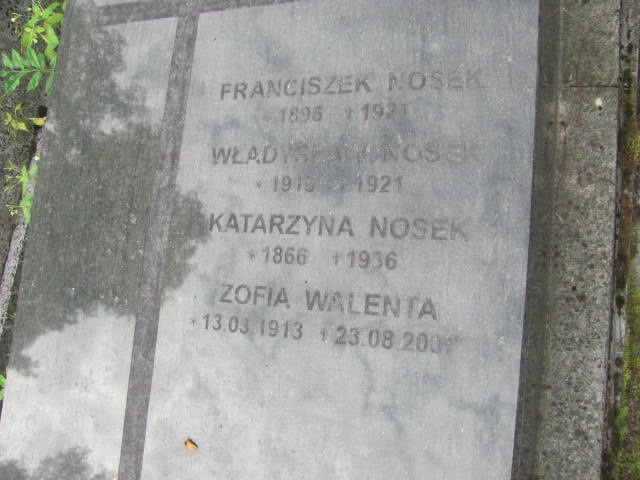 FRANCISZEK NOSEK
* 1896 † 1921
WŁADYSŁAW NOSEK
† 1921
KATARZYNA NOSEK
* 1866 † 1936
ZOFIA WALENTA
* 13.03.1913 †